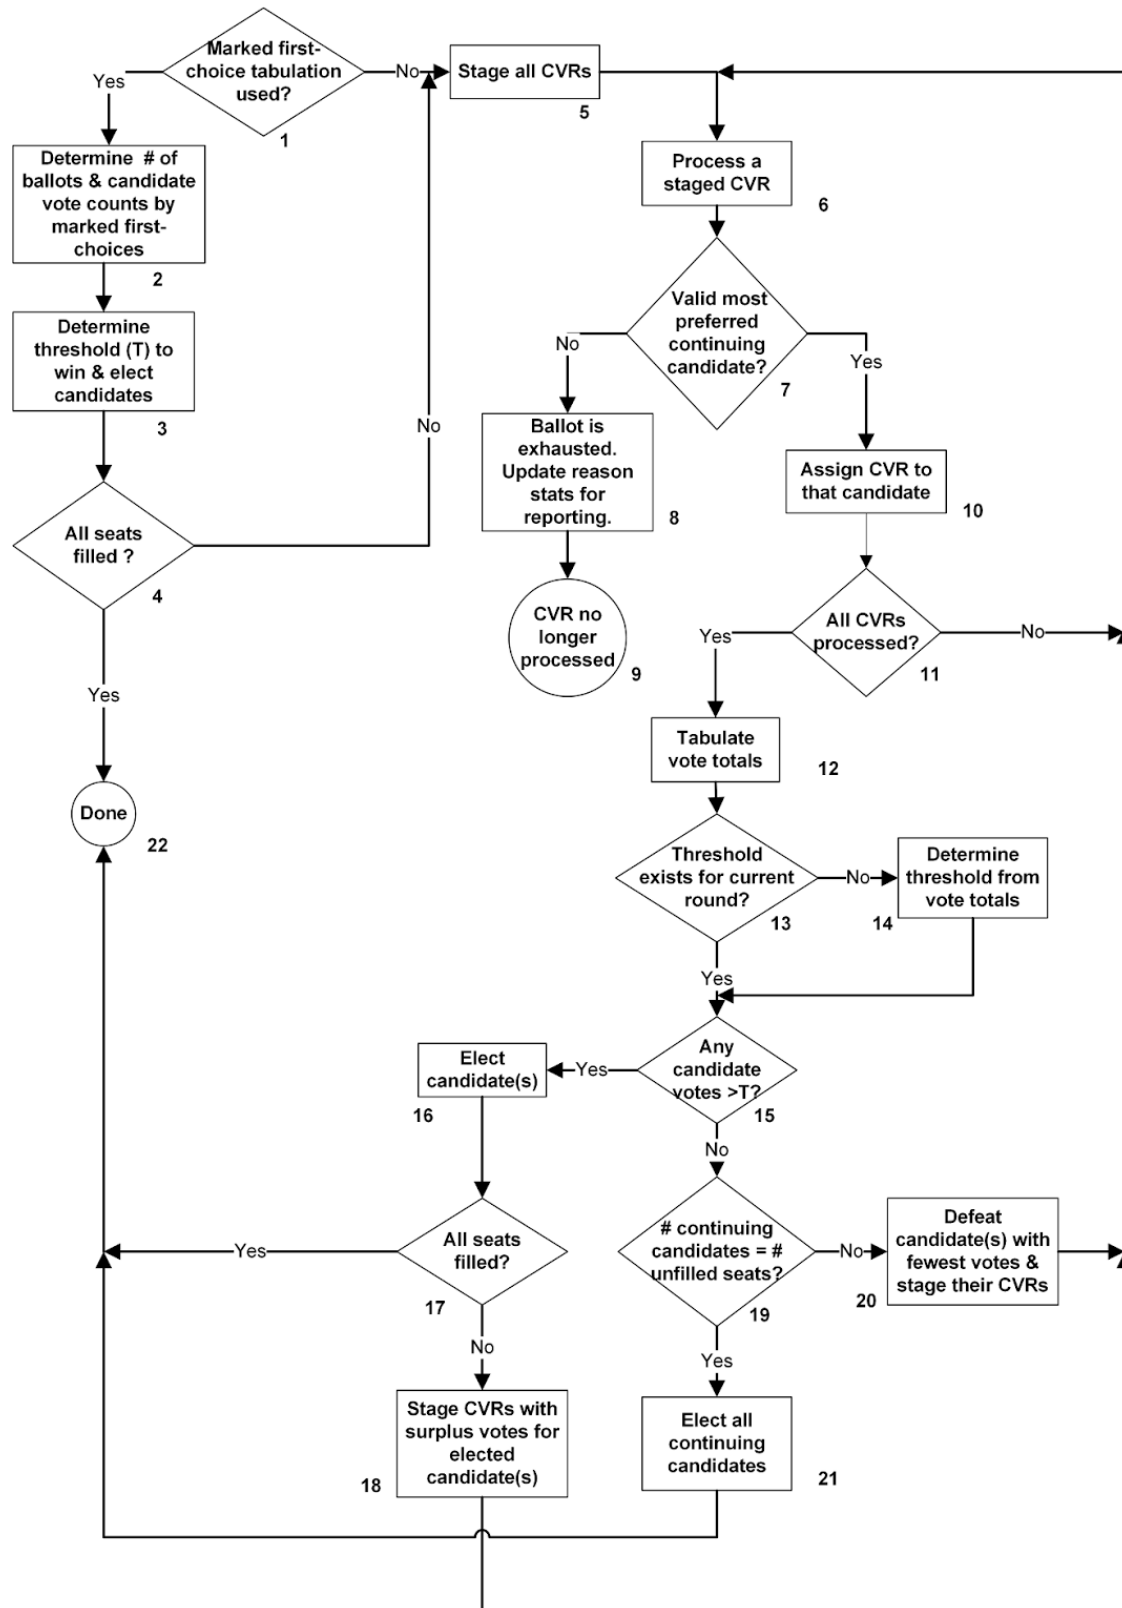 Marked first-
choice tabulation
used?
1
Yes
No
Stage all CVRs
5
Determine # of
ballots & candidate
vote counts by
marked first-
choices
2
Process a
staged CVR
6
Determine
threshold (T) to
win & elect
candidates
3
Valid most
preferred
continuing
candidate?
7
No
Yes
All seats
filled ?
4
No
Yes
Ballot is
exhausted.
Update reason
stats for
reporting.
8
Assign CVR to
that candidate
10
CVR no
longer
processed
9
All CVRs
processed?
11
Yes
No
Tabulate
vote totals
12
Done
22
Threshold
exists for current
round?
13
No
Determine
threshold from
vote totals
14
Yes
Any
candidate
votes >T?
15
Yes
Elect
candidate(s)
16
No
All seats
filled?
17
Yes
No
# continuing
candidates = #
unfilled seats?
19
No
Defeat
candidate(s) with
fewest votes &
stage their CVRs
20
Yes
Stage CVRs with
surplus votes for
elected
candidate(s)
18
Elect all
continuing
candidates
21